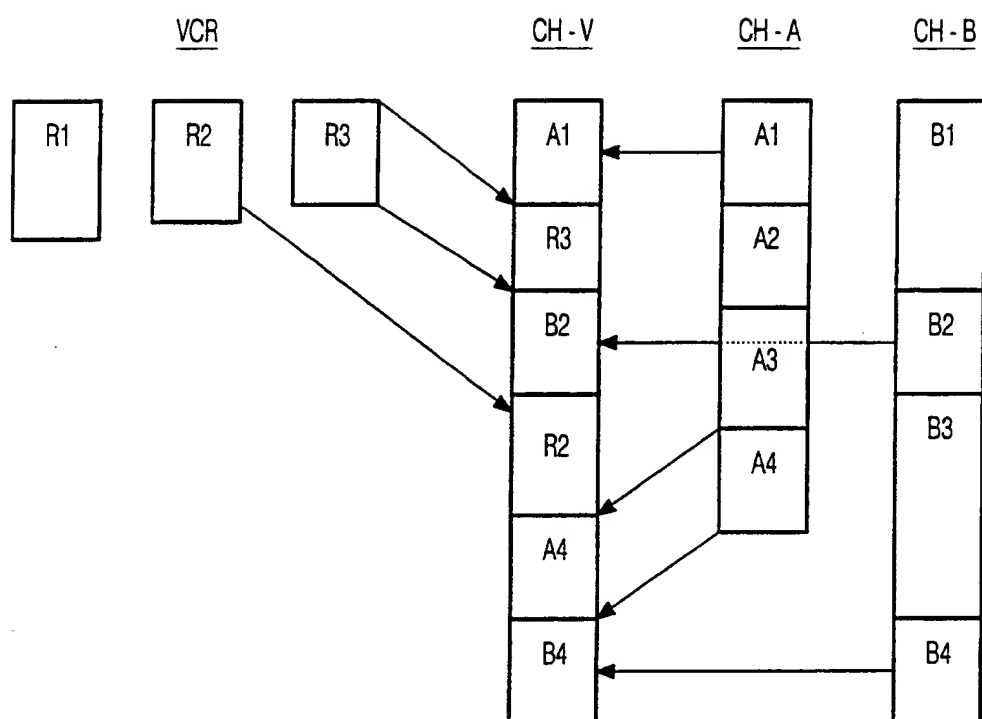 VCR CH - V CH - A CH - B
R1 R2 R3 A1 A1 B1
R3 A2
B2 A3 B2
R2 A4 B3
A4
B4 B4